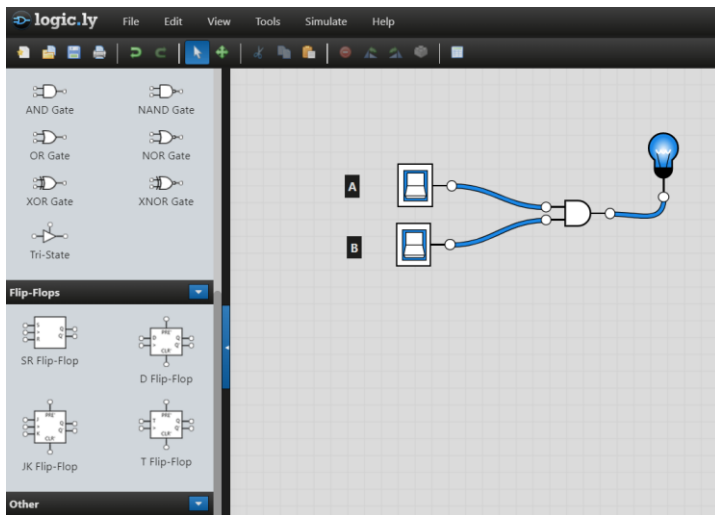 logic.ly File Edit View Tools Simulate Help
AND Gate NAND Gate
OR Gate NOR Gate
XOR Gate XNOR Gate
Tri-State
Flip-Flops
SR Flip-Flop
D Flip-Flop
JK Flip-Flop
T Flip-Flop
Other
A
B